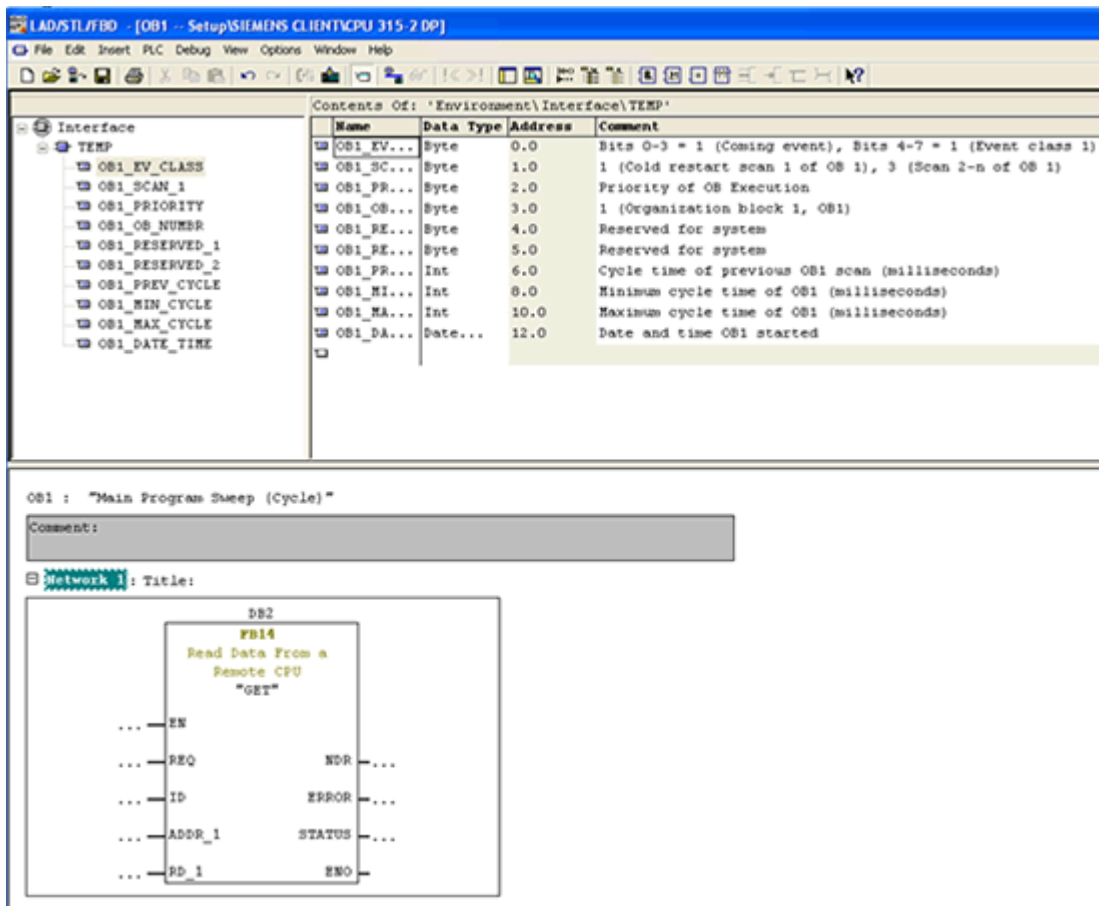 LAD/STL/FBD - [OB1 -- Setup\SIEMENS CLIENT\CPU 315-2 DP]
File Edit Insert PLC Debug View Options Window Help
Contents Of: 'Environment\Interface\TEMP'
Interface
TEMP
OB1_EV_CLASS
OB1_SCAN_1
OB1_PRIORITY
OB1_OB_NUMBR
OB1_RESERVED_1
OB1_RESERVED_2
OB1_PREV_CYCLE
OB1_MIN_CYCLE
OB1_MAX_CYCLE
OB1_DATE_TIME
Name Data Type Address Comment
OB1_EV... Byte 0.0 Bits 0-3 = 1 (Coming event), Bits 4-7 = 1 (Event class 1)
OB1_SC... Byte 1.0 1 (Cold restart scan 1 of OB 1), 3 (Scan 2-n of OB 1)
OB1_PR... Byte 2.0 Priority of OB Execution
OB1_OB... Byte 3.0 1 (Organization block 1, OB1)
OB1_RE... Byte 4.0 Reserved for system
OB1_RE... Byte 5.0 Reserved for system
OB1_PR... Int 6.0 Cycle time of previous OB1 scan (milliseconds)
OB1_MI... Int 8.0 Minimum cycle time of OB1 (milliseconds)
OB1_MA... Int 10.0 Maximum cycle time of OB1 (milliseconds)
OB1_DA... Date... 12.0 Date and time OB1 started
OB1 : "Main Program Sweep (Cycle)"
Comment:
Network 1: Title:
DB2
FB14
Read Data From a
Remote CPU
"GET"
... EN
... REQ NDR ...
... ID ERROR ...
... ADDR_1 STATUS ...
... RD_1 ENO